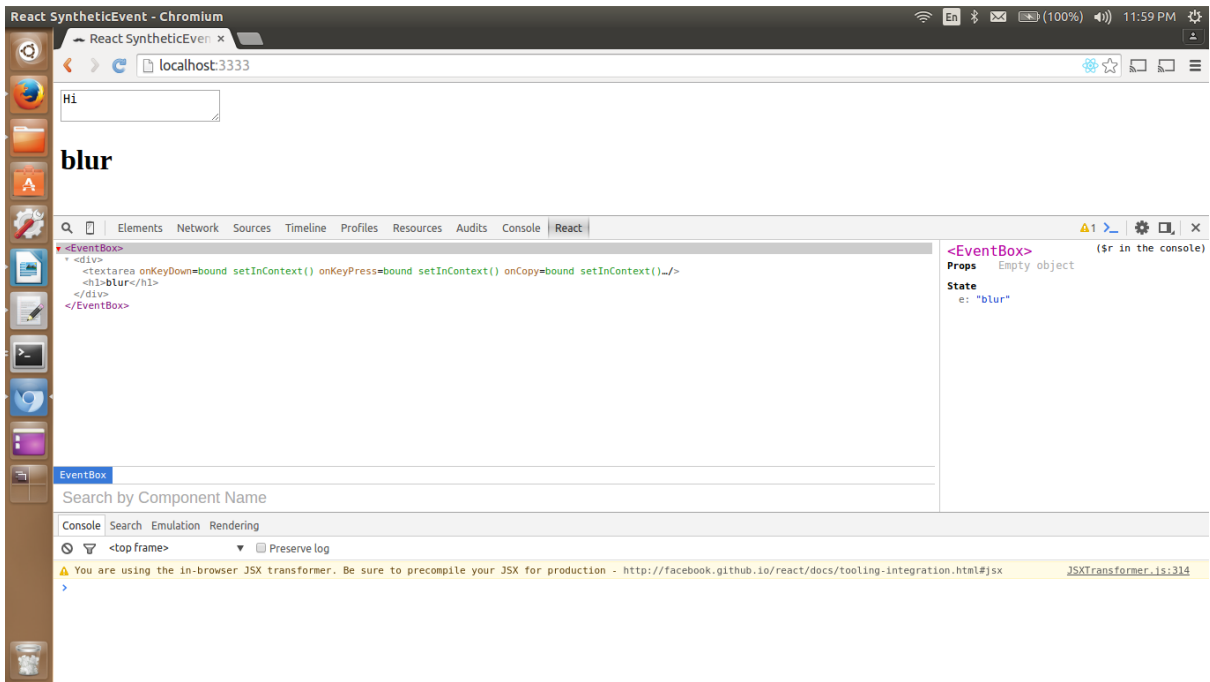 React SyntheticEvent - Chromium
En (100%) 11:59 PM
React SyntheticEven ×
localhost:3333
Hi
blur
Elements Network Sources Timeline Profiles Resources Audits Console React 1
<EventBox>
<div>
<textarea onKeyDown=bound setInContext() onKeyPress=bound setInContext() onCopy=bound setInContext()…/>
<h1>blur</h1>
</div>
</EventBox>
<EventBox> ($r in the console)
Props Empty object
State
e: "blur"
EventBox
Search by Component Name
Console Search Emulation Rendering
<top frame> ▼ Preserve log
You are using the in-browser JSX transformer. Be sure to precompile your JSX for production - http://facebook.github.io/react/docs/tooling-integration.html#jsx JSXTransformer.js:314
>